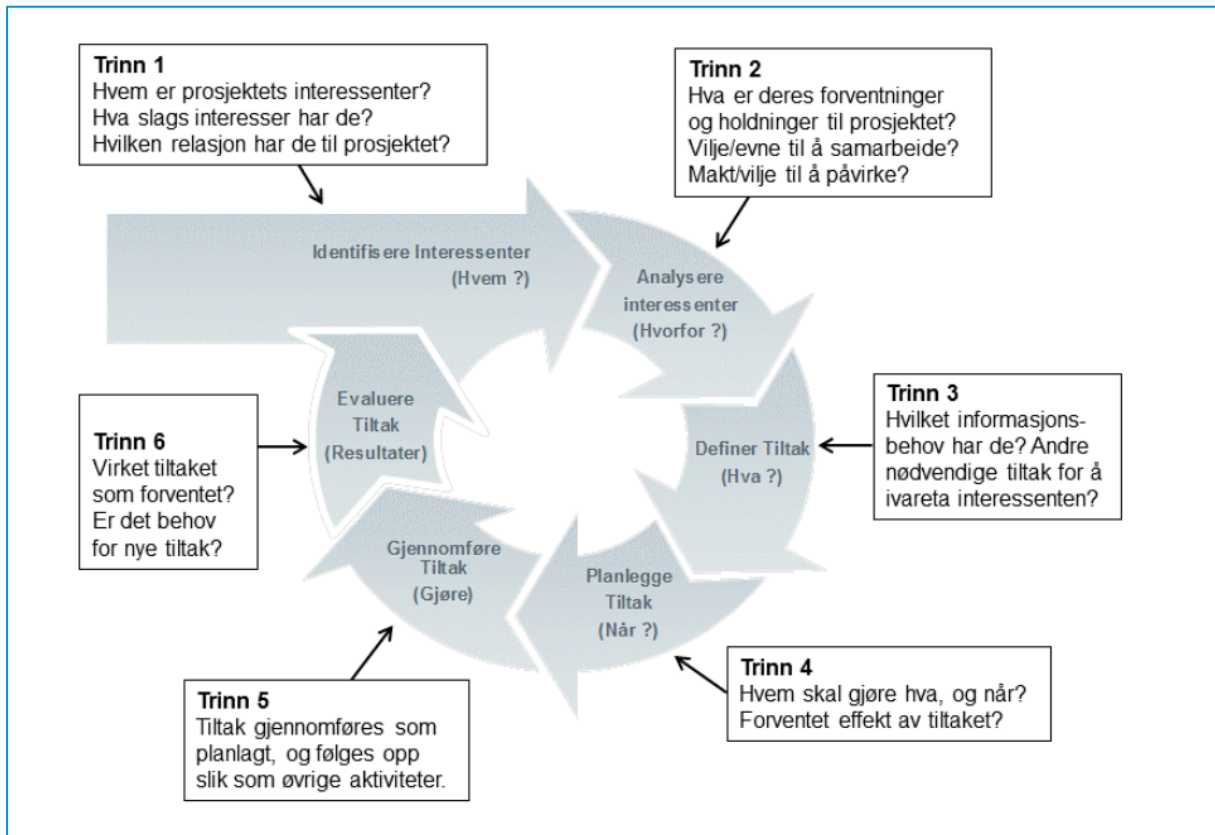 Trinn 1
Hvem er prosjektets interessenter?
Hva slags interesser har de?
Hvilken relasjon har de til prosjektet?
Trinn 2
Hva er deres forventninger
og holdninger til prosjektet?
Vilje/evne til å samarbeide?
Makt/vilje til å påvirke?
Identifisere Interessenter
(Hvem ?)
Analysere
interessenter
(Hvorfor ?)
Trinn 3
Hvilket informasjons-
behov har de? Andre
nødvendige tiltak for å
ivareta interessenten?
Definer Tiltak
(Hva ?)
Planlegge
Tiltak
(Når ?)
Trinn 4
Hvem skal gjøre hva, og når?
Forventet effekt av tiltaket?
Gjennomføre
Tiltak
(Gjøre)
Trinn 5
Tiltak gjennomføres som
planlagt, og følges opp
slik som øvrige aktiviteter.
Evaluere
Tiltak
(Resultater)
Trinn 6
Virket tiltaket
som forventet?
Er det behov
for nye tiltak?